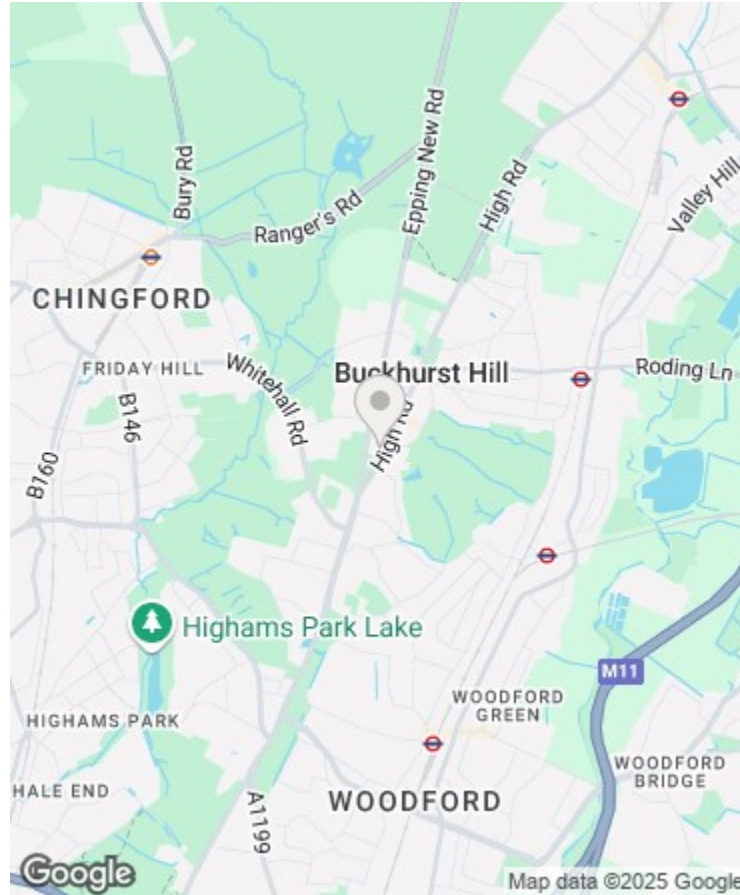 Bury Rd
Epping New Rd
High Rd
Valley Hill
Ranger's Rd
CHINGFORD
FRIDAY HILL
Whitehall Rd
Buckhurst Hill
Roding Ln
B146
High Rd
B160
Highams Park Lake
M11
WOODFORD
GREEN
HIGHAMS PARK
WOODFORD
BRIDGE
HALE END
A1199
WOODFORD
Google
Map data ©2025 Google